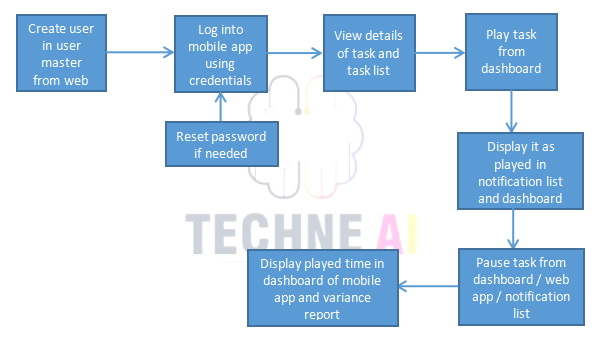 Create user
in user
master
from web
Log into
mobile app
using
credentials
View details
of task and
task list
Play task
from
dashboard
Reset password
if needed
Display it as
played in
notification list
and dashboard
TECHNE AI
Display played time in
dashboard of mobile
app and variance
report
Pause task from
dashboard / web
app / notification
list